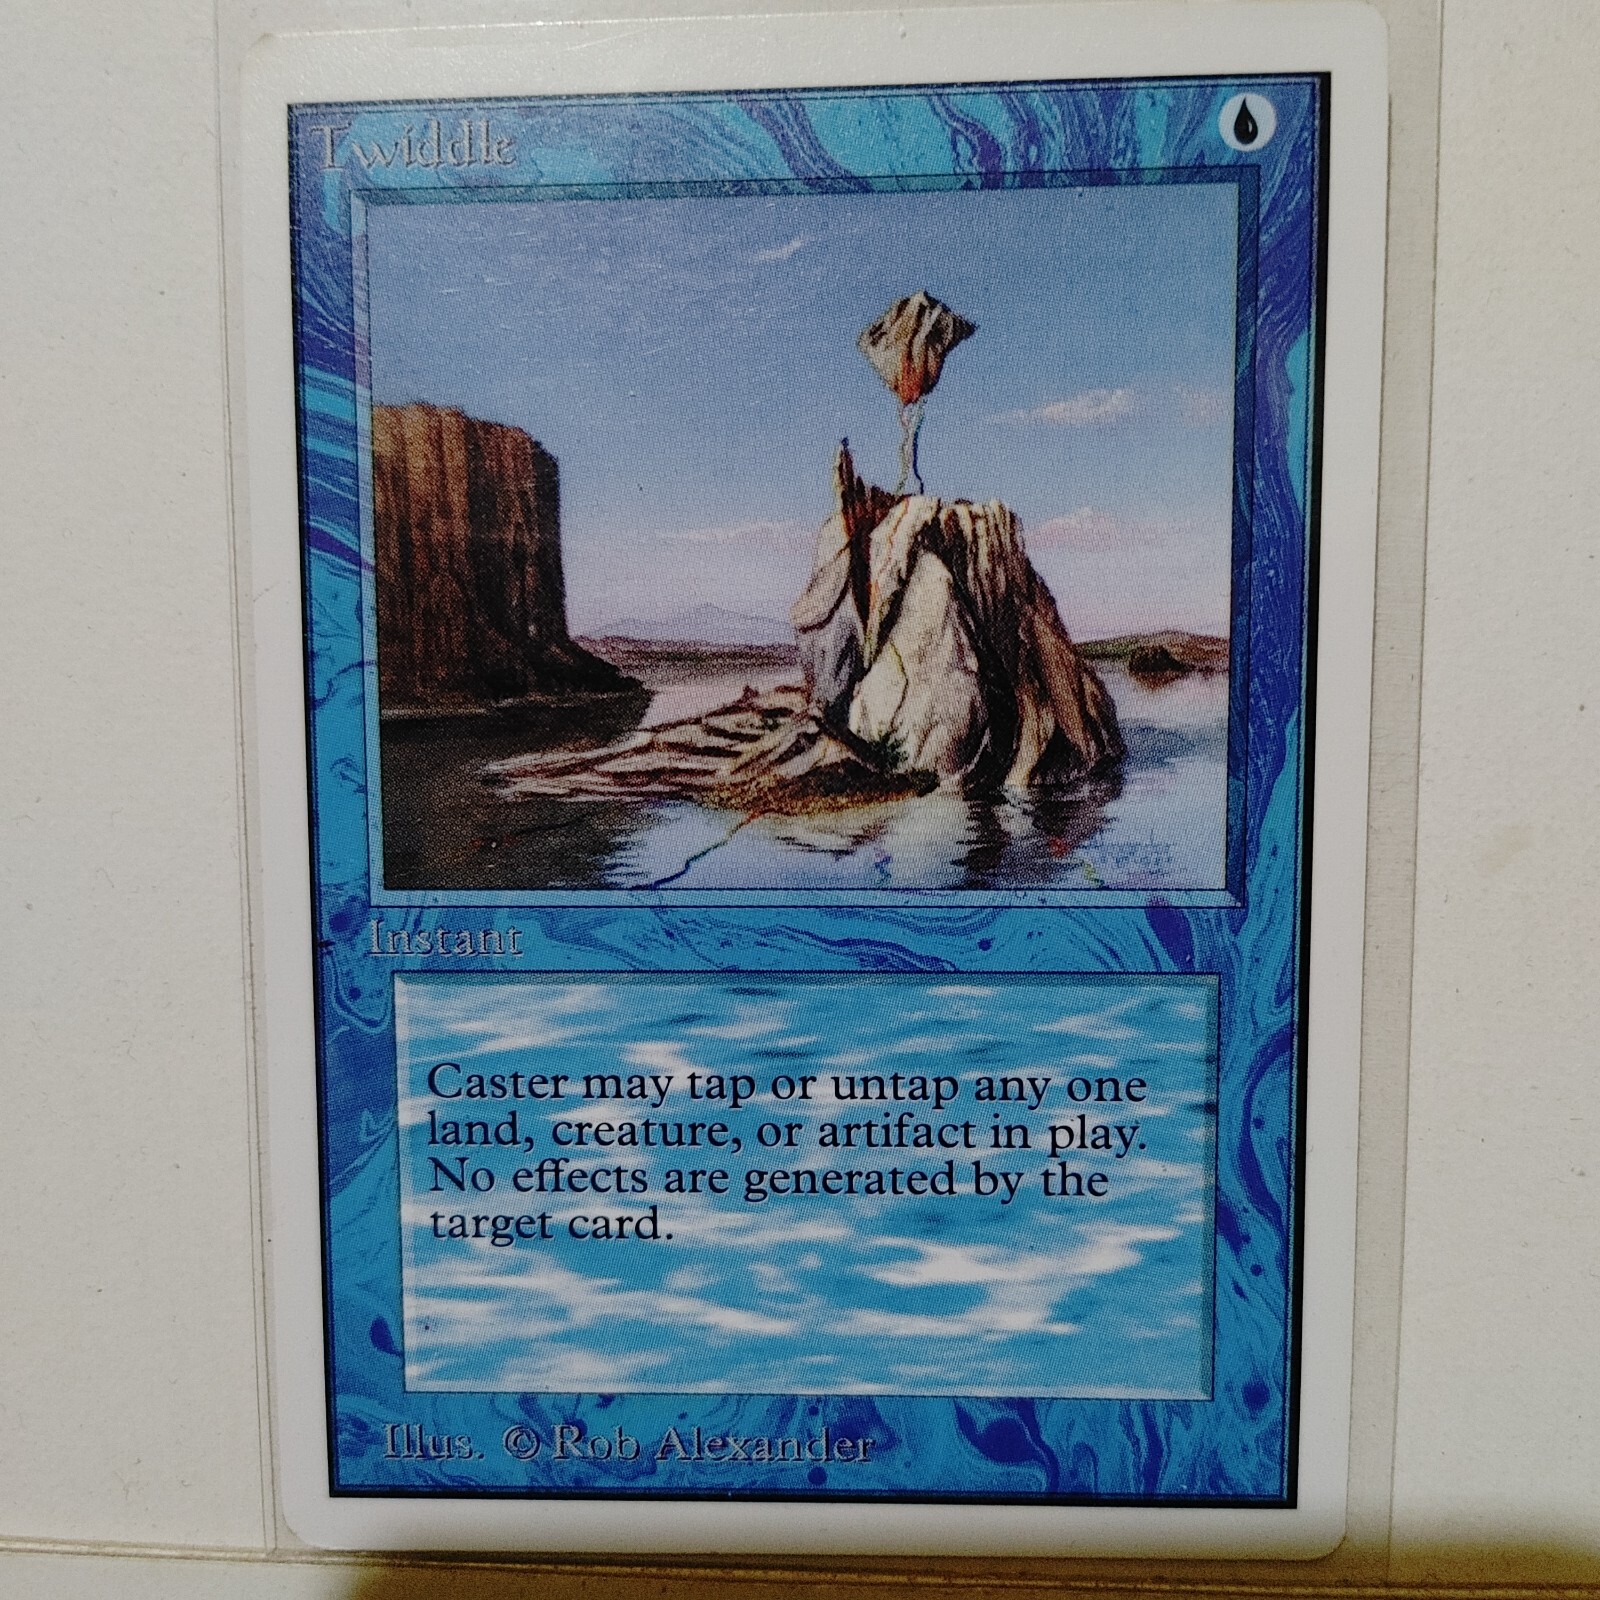 Twiddle
Instant
Caster may tap or untap any one
land, creature, or artifact in play.
No effects are generated by the
target card.
Illus. © Rob Alexander